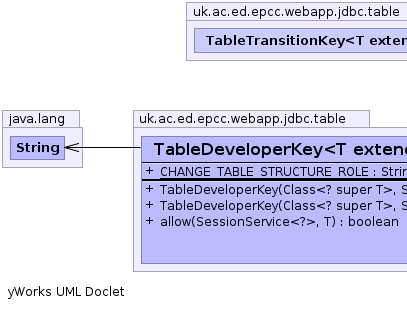 uk.ac.ed.epcc.webapp.jdbc.table
TableTransitionKey<T exten
java.lang
String
uk.ac.ed.epcc.webapp.jdbc.table
TableDeveloperKey<T extend
+ CHANGE_TABLE_STRUCTURE_ROLE : Strin
+ TableDeveloperKey(Class<? super T>, S
+ TableDeveloperKey(Class<? super T>, S
+ allow(SessionService<?>, T) : boolean
yWorks UML Doclet